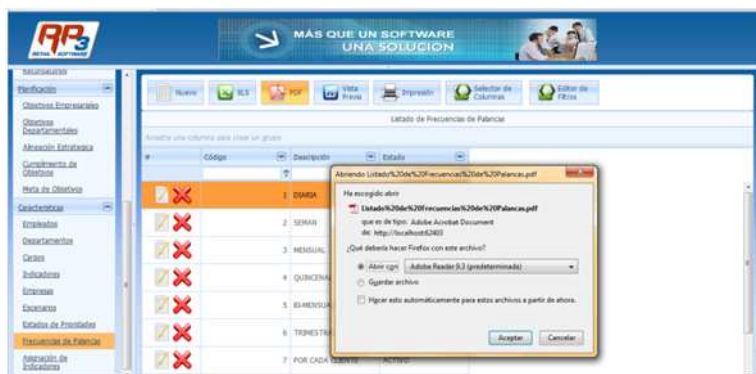 RP3
RETAIL SOFTWARE
MÁS QUE UN SOFTWARE
UNA SOLUCIÓN
Planificación
Objetivos Empresariales
Objetivos
Departamentales
Alineación Estrategica
Cumplimiento de
Objetivos
Meta de Objetivos
Características
Empleados
Departamentos
Cargos
Indicadores
Empresas
Escenarios
Estados de Prioridades
Frecuencias de Palancas
Asignación de
Indicadores
Nuevo
XLS
PDF
Vista
Previa
Impresión
Selector de
Columnas
Editor de
Filtros
Listado de Frecuencias de Palancas
Arrastre una columna para crear un grupo
# Código Descripción Estado
1 DIARIA
2 SEMAN
3 MENSUAL
4 QUINCENA
5 BI-MENSUA
6 TRIMESTRA
7 POR CADA CLIENTE ACTIVO
Abriendo Listado%20de%20Frecuencias%20de%20Palancas.pdf
Ha escogido abrir
Listado%20de%20Frecuencias%20de%20Palancas.pdf
que es de tipo: Adobe Acrobat Document
de: http://localhost:62403
¿Qué debería hacer Firefox con este archivo?
Abrir con Adobe Reader 9.3 (predeterminada)
Guardar archivo
Hacer esto automáticamente para estos archivos a partir de ahora.
Aceptar Cancelar